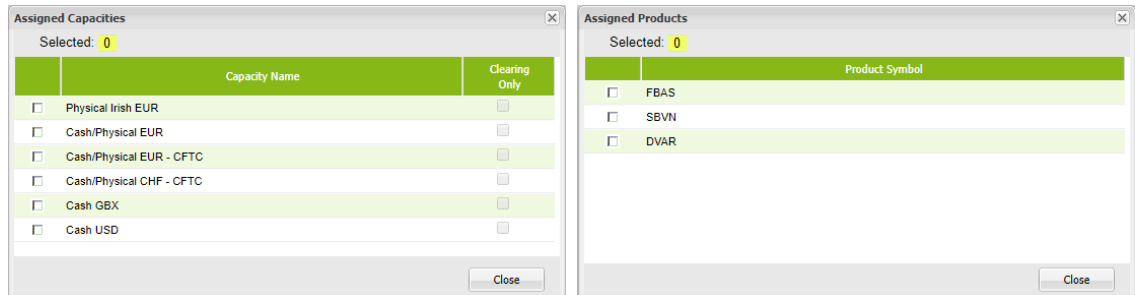 Assigned Capacities
Selected: 0
Capacity Name
Clearing
Only
Physical Irish EUR
Cash/Physical EUR
Cash/Physical EUR - CFTC
Cash/Physical CHF - CFTC
Cash GBX
Cash USD
Close
Assigned Products
Selected: 0
Product Symbol
FBAS
SBVN
DVAR
Close